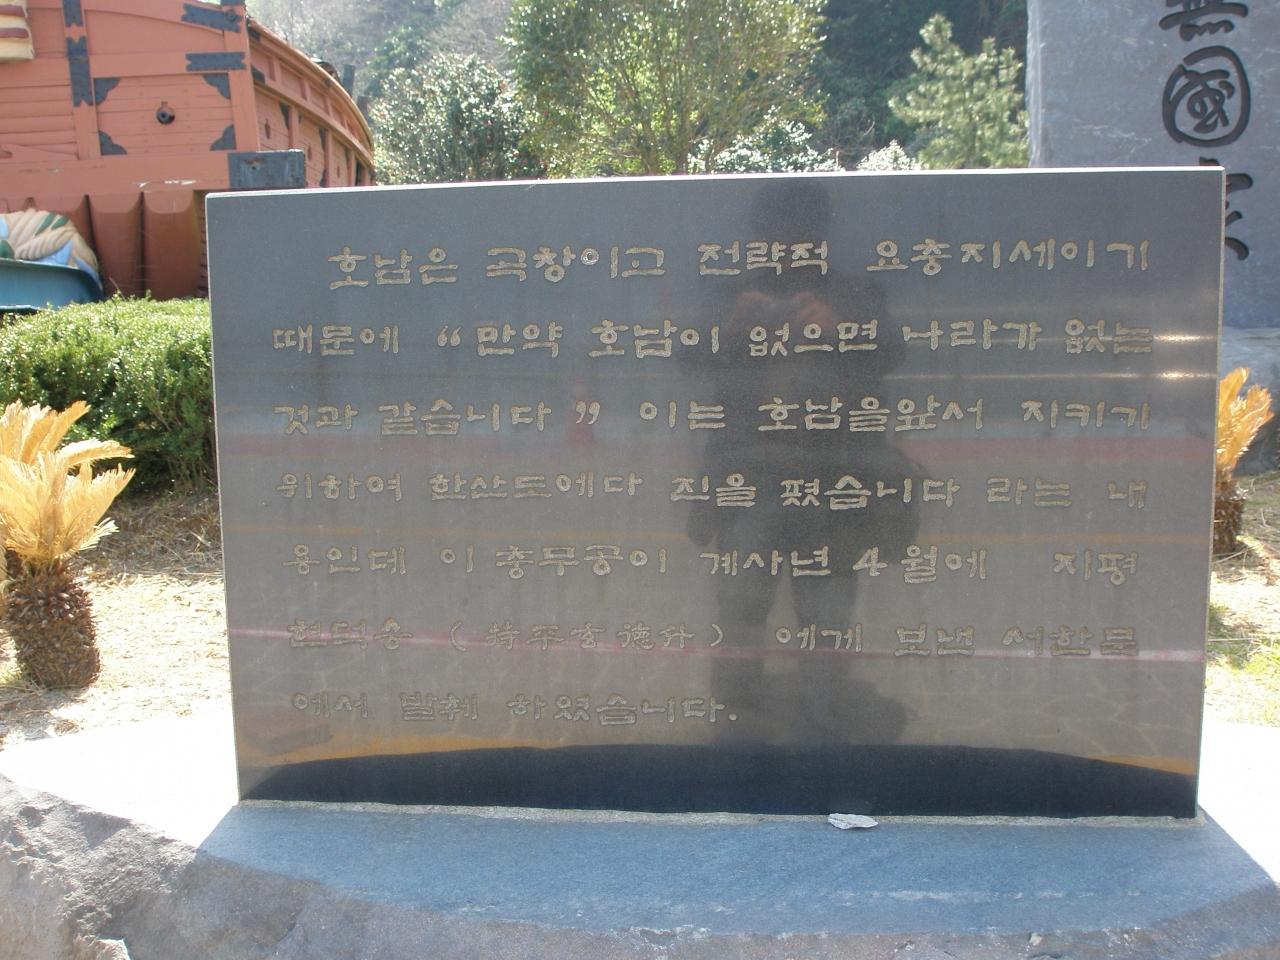 호남은 곡창이고 전략적 요충지세이기
때문에 “만약 호남이 없으면 나라가 없는
것과 같습니다” 이는 호남을앞서 지키기
위하여 한산도에다 진을 폈습니다 라는 내
용인데 이 충무공이 계사년 4월에 지평
현덕승 (持平玄德升) 에게 보낸 서한문
에서 발췌 하였습니다.
無
國